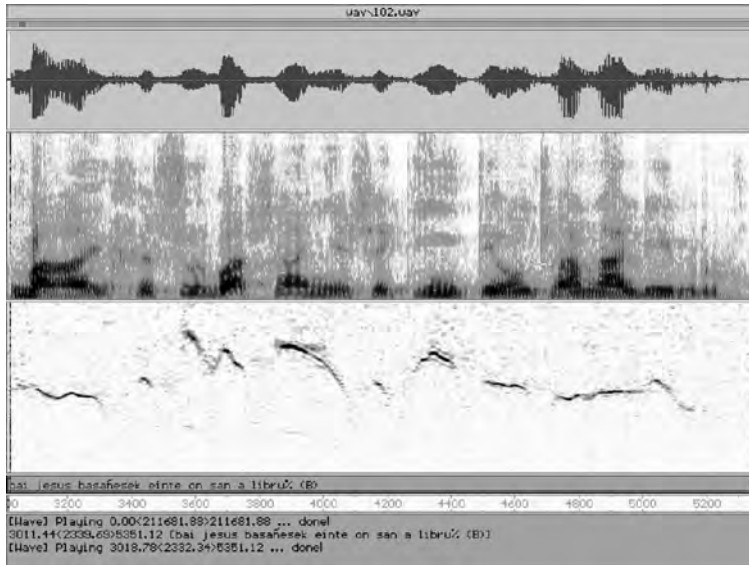 wav\102.wav
bai jesus basañesek einte on san a libru% (B)
00 3200 3400 3600 3800 4000 4200 4400 4600 4800 5000 5200
[Wave] Playing 0.00<211681.88>211681.88 ... done!
3011.44<2339.69>5351.12 [bai jesus basañesek einte on san a libru% (B)]
[Wave] Playing 3018.78<2332.34>5351.12 ... done!